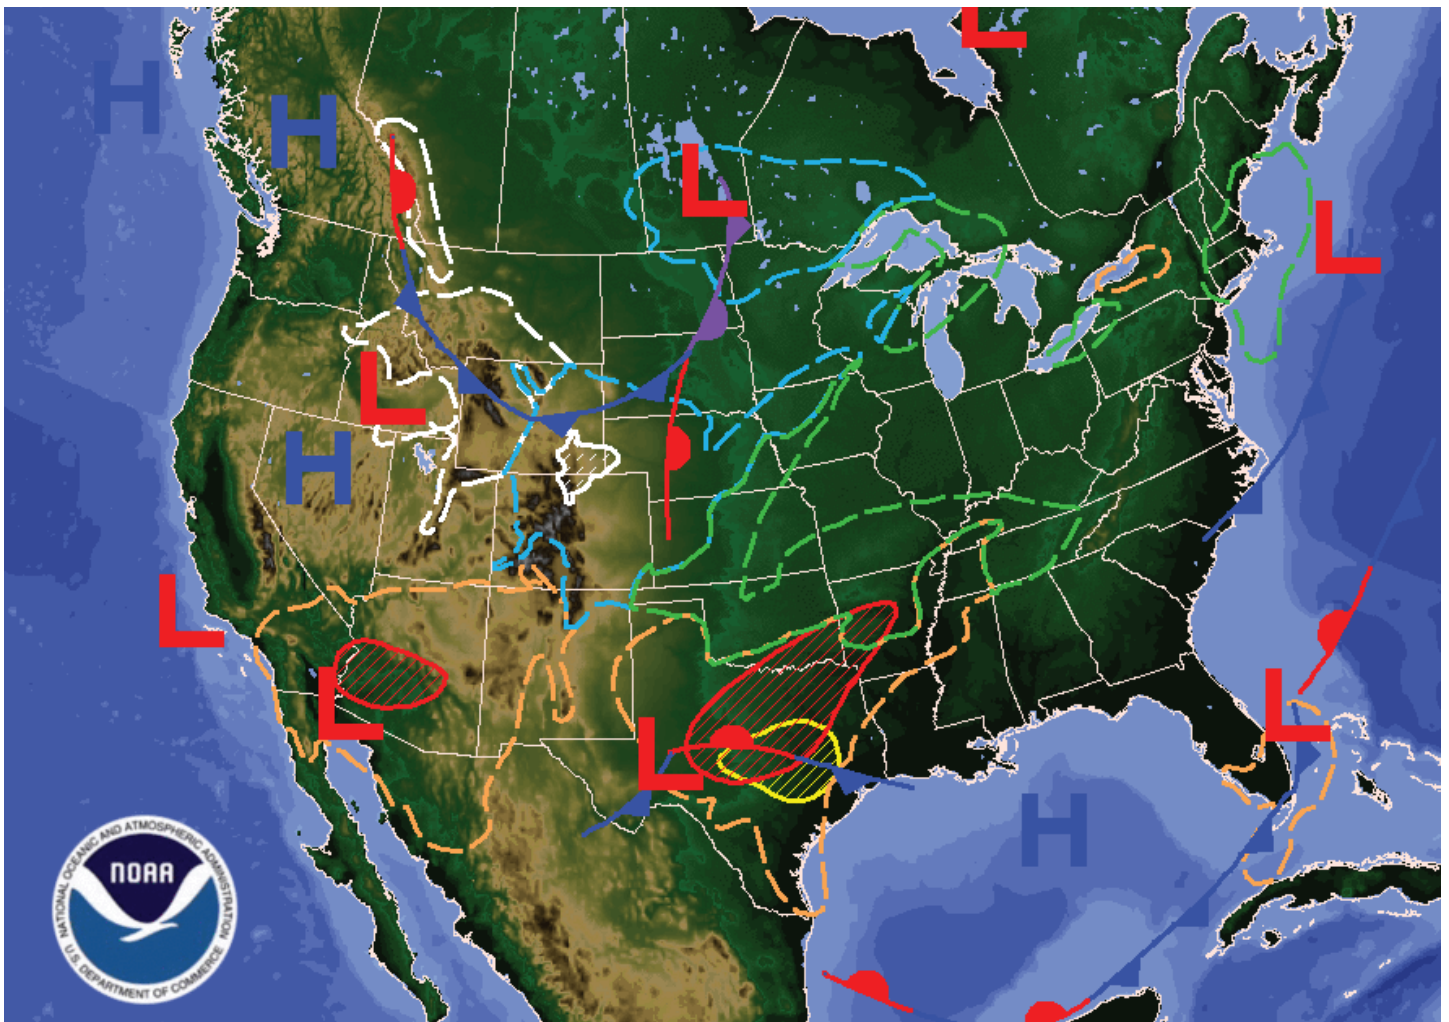 H
H
L
L
L
L
H
L
L
L
L
H
NATIONAL OCEANIC AND ATMOSPHERIC ADMINISTRATION
NOAA
U.S. DEPARTMENT OF COMMERCE